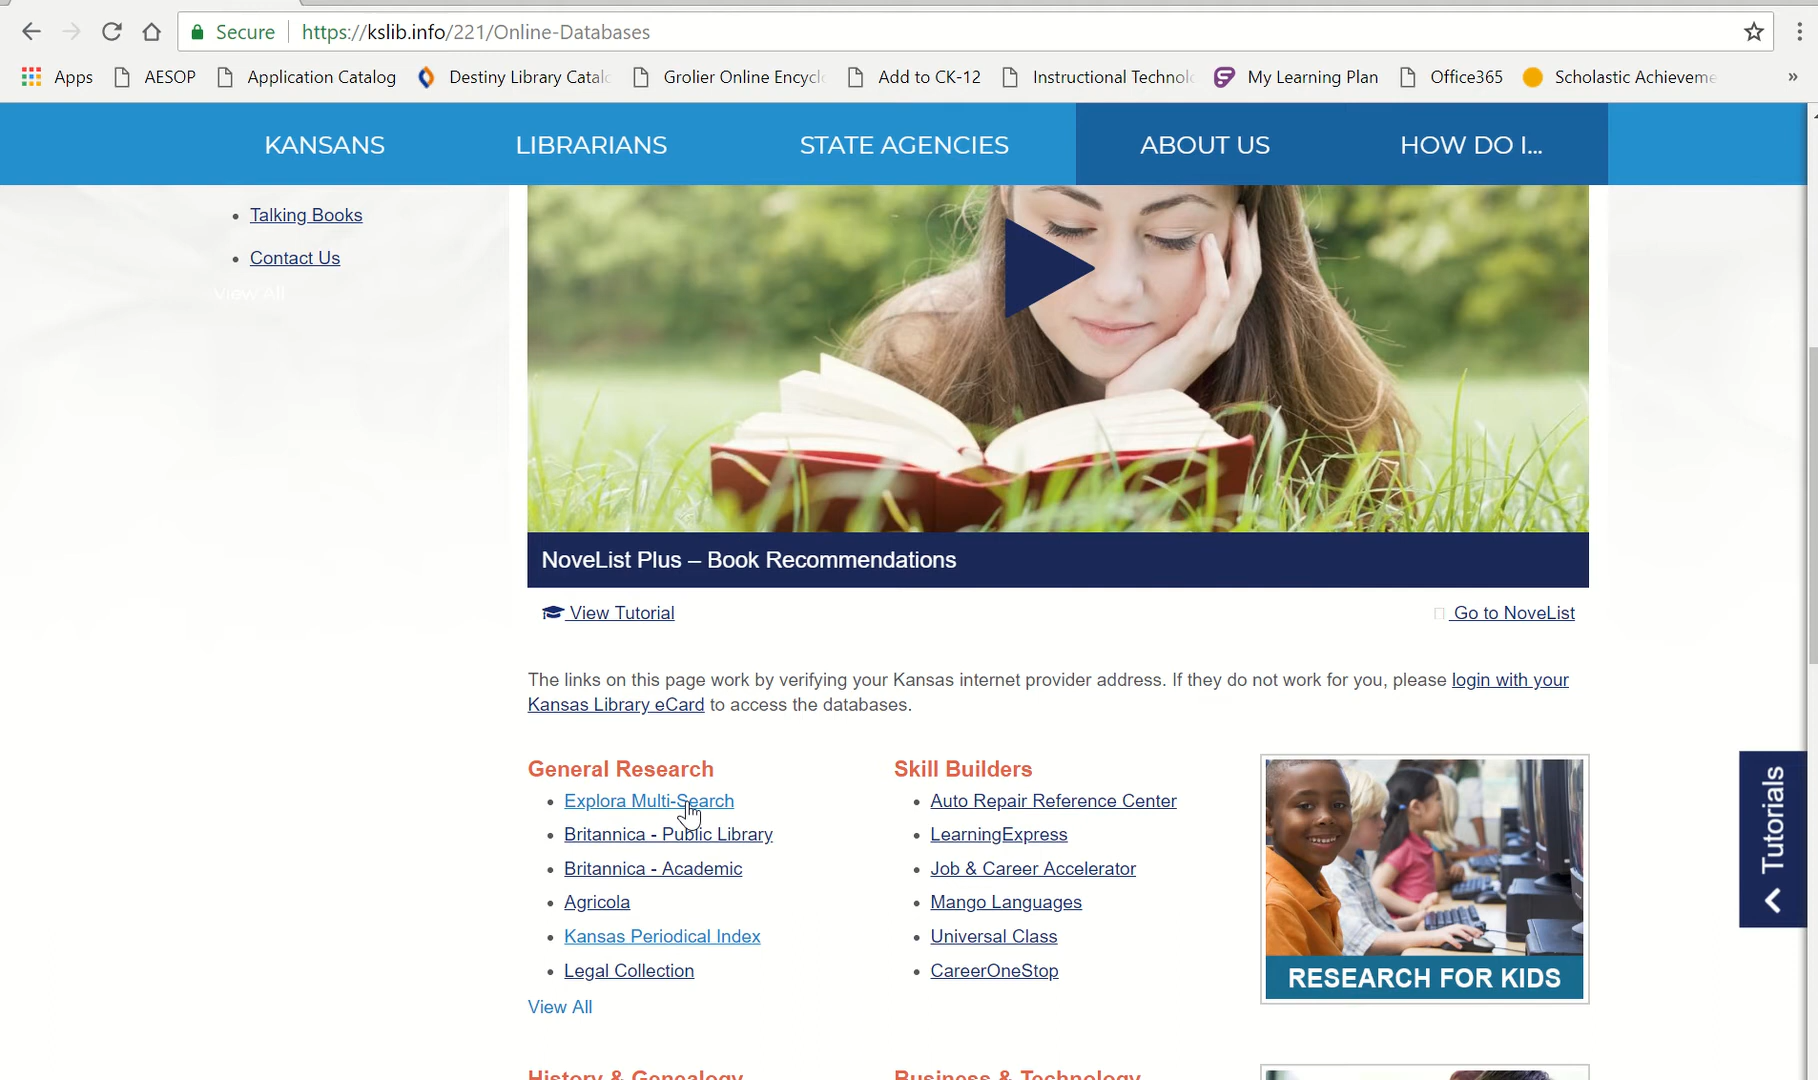 Secure https://kslib.info/221/Online-Databases
Apps AESOP Application Catalog Destiny Library Catal Grolier Online Encycl Add to CK-12 Instructional Technol My Learning Plan Office365 Scholastic Achieveme »
KANSANS LIBRARIANS STATE AGENCIES ABOUT US HOW DO I...
Talking Books
Contact Us
View All
NoveList Plus – Book Recommendations
View Tutorial Go to NoveList
The links on this page work by verifying your Kansas internet provider address. If they do not work for you, please login with your
Kansas Library eCard to access the databases.
General Research
Explora Multi-Search
Britannica - Public Library
Britannica - Academic
Agricola
Kansas Periodical Index
Legal Collection
View All
Skill Builders
Auto Repair Reference Center
LearningExpress
Job & Career Accelerator
Mango Languages
Universal Class
CareerOneStop
RESEARCH FOR KIDS
Tutorials
History & Genealogy
Business & Technology